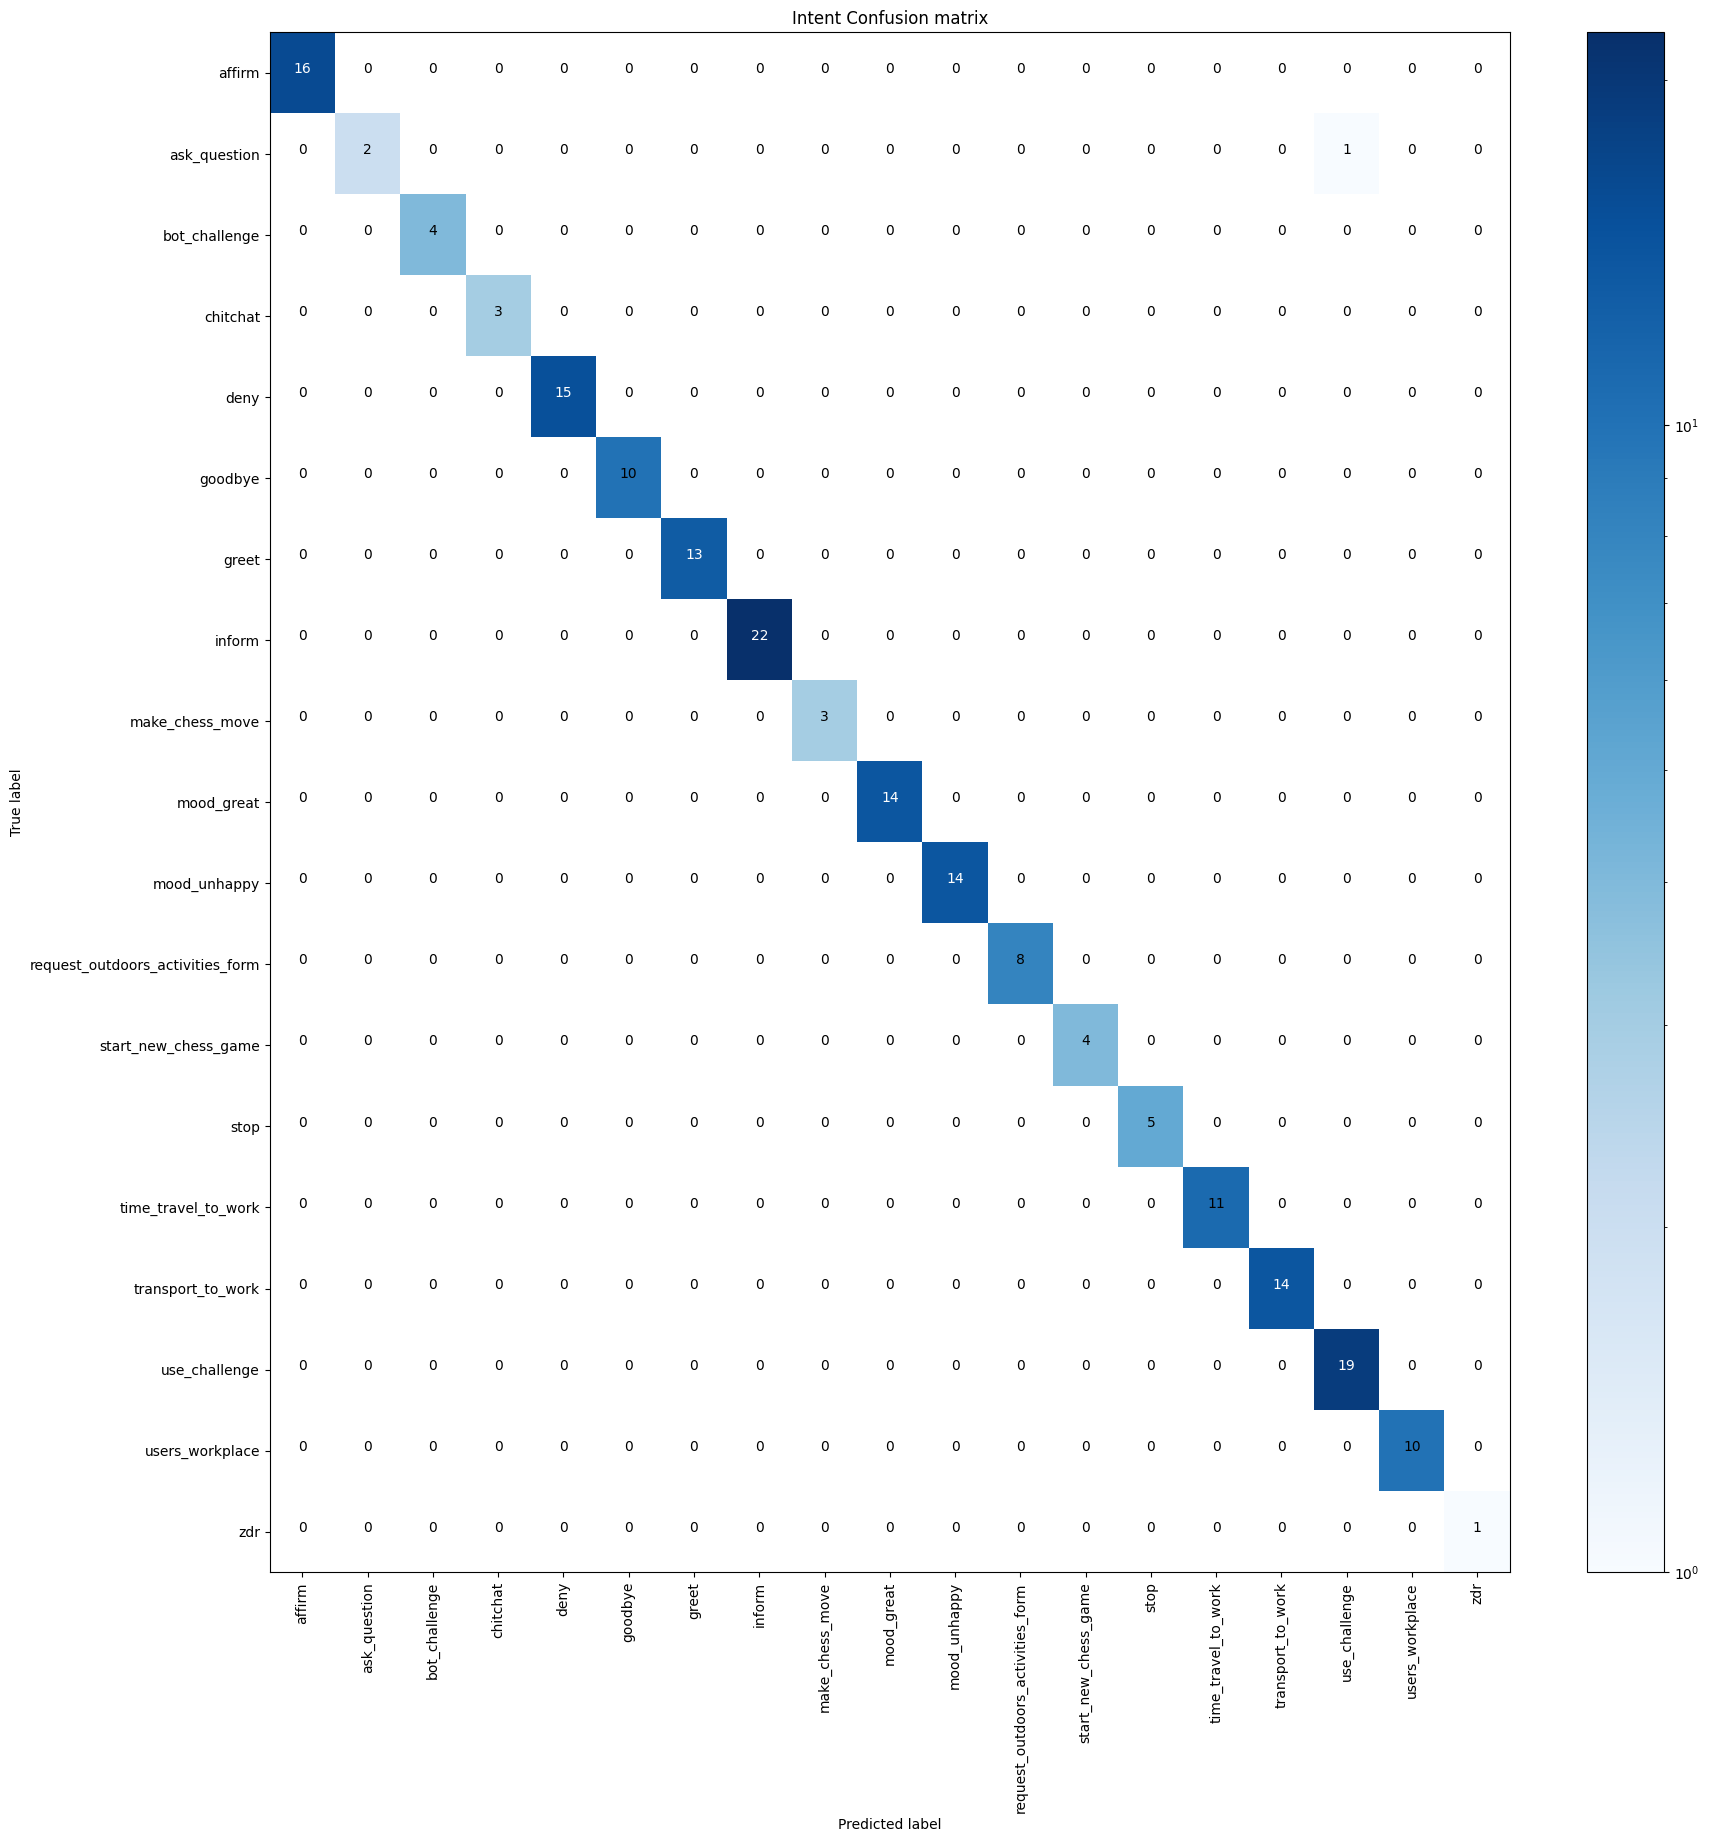 Intent Confusion matrix
affirm 16 0 0 0 0 0 0 0 0 0 0 0 0 0 0 0 0 0 0
ask_question 0 2 0 0 0 0 0 0 0 0 0 0 0 0 0 0 1 0 0
bot_challenge 0 0 4 0 0 0 0 0 0 0 0 0 0 0 0 0 0 0 0
chitchat 0 0 0 3 0 0 0 0 0 0 0 0 0 0 0 0 0 0 0
deny 0 0 0 0 15 0 0 0 0 0 0 0 0 0 0 0 0 0 0
goodbye 0 0 0 0 0 10 0 0 0 0 0 0 0 0 0 0 0 0 0
greet 0 0 0 0 0 0 13 0 0 0 0 0 0 0 0 0 0 0 0
inform 0 0 0 0 0 0 0 22 0 0 0 0 0 0 0 0 0 0 0
make_chess_move 0 0 0 0 0 0 0 0 3 0 0 0 0 0 0 0 0 0 0
mood_great 0 0 0 0 0 0 0 0 0 14 0 0 0 0 0 0 0 0 0
mood_unhappy 0 0 0 0 0 0 0 0 0 0 14 0 0 0 0 0 0 0 0
request_outdoors_activities_form 0 0 0 0 0 0 0 0 0 0 0 8 0 0 0 0 0 0 0
start_new_chess_game 0 0 0 0 0 0 0 0 0 0 0 0 4 0 0 0 0 0 0
stop 0 0 0 0 0 0 0 0 0 0 0 0 0 5 0 0 0 0 0
time_travel_to_work 0 0 0 0 0 0 0 0 0 0 0 0 0 0 11 0 0 0 0
transport_to_work 0 0 0 0 0 0 0 0 0 0 0 0 0 0 0 14 0 0 0
use_challenge 0 0 0 0 0 0 0 0 0 0 0 0 0 0 0 0 19 0 0
users_workplace 0 0 0 0 0 0 0 0 0 0 0 0 0 0 0 0 0 10 0
zdr 0 0 0 0 0 0 0 0 0 0 0 0 0 0 0 0 0 0 1
True label
affirm
ask_question
bot_challenge
chitchat
deny
goodbye
greet
inform
make_chess_move
mood_great
mood_unhappy
request_outdoors_activities_form
start_new_chess_game
stop
time_travel_to_work
transport_to_work
use_challenge
users_workplace
zdr
Predicted label
10¹
10⁰